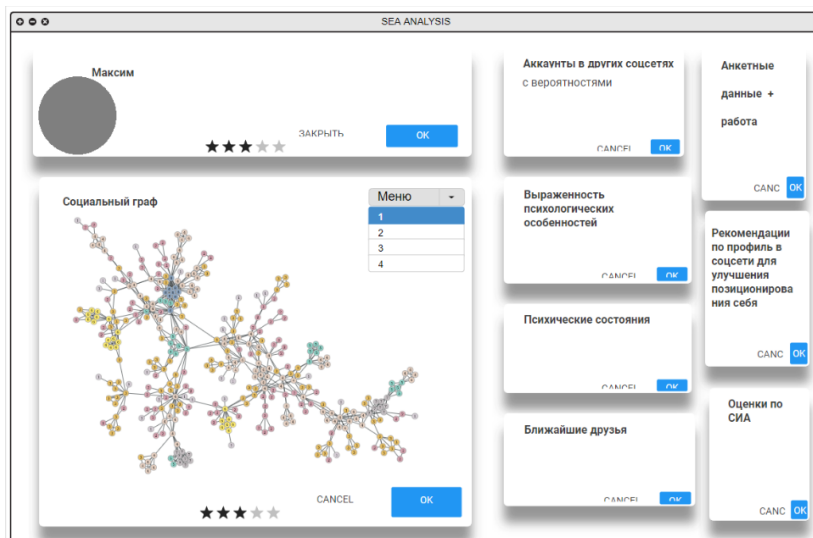 SEA ANALYSIS
Максим
ЗАКРЫТЬ
OK
Социальный граф
Меню
1
2
3
4
CANCEL
OK
Аккаунты в других соцсетях
с вероятностями
CANCEL
OK
Выраженность
психологических
особенностей
CANCEL
OK
Психические состояния
CANCEL
OK
Ближайшие друзья
CANCEL
OK
Анкетные
данные +
работа
CANC
OK
Рекомендации
по профиль в
соцсети для
улучшения
позиционирова
ния себя
CANC
OK
Оценки по
СИА
CANC
OK